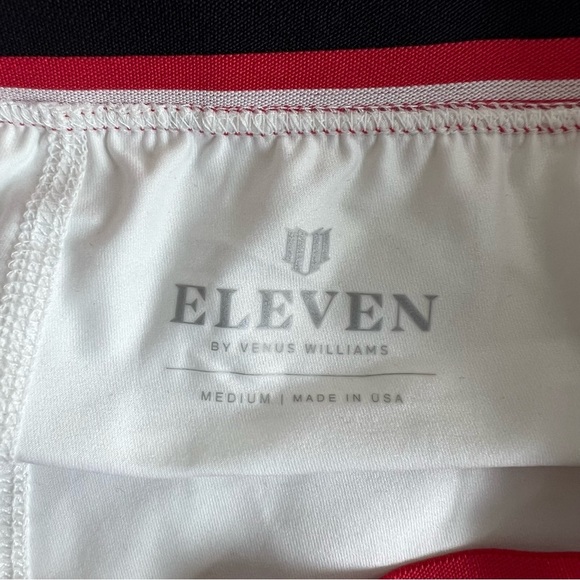 ELEVEN
BY VENUS WILLIAMS
MEDIUM | MADE IN USA